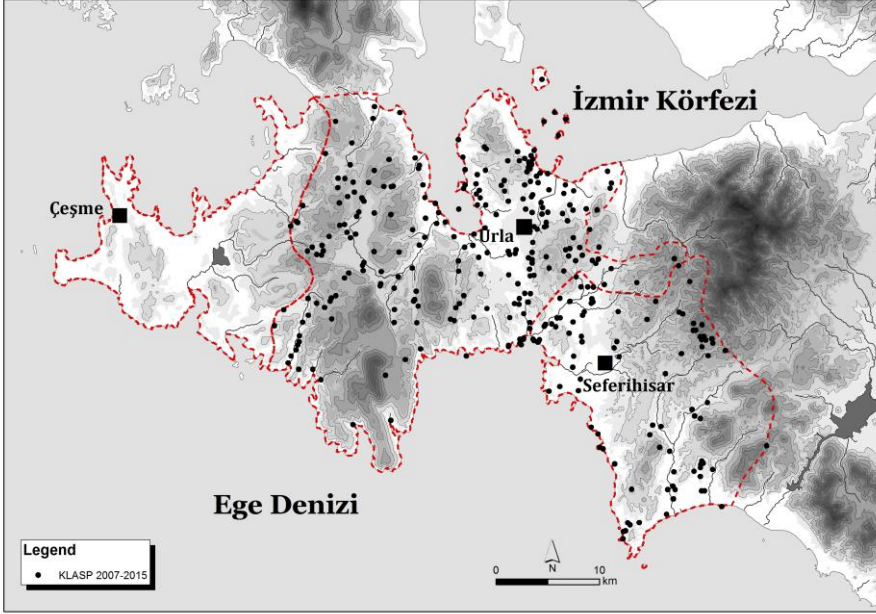 İzmir Körfezi
Çeşme
Urla
Seferihisar
Ege Denizi
Legend
KLASP 2007-2015
N
0 10
km